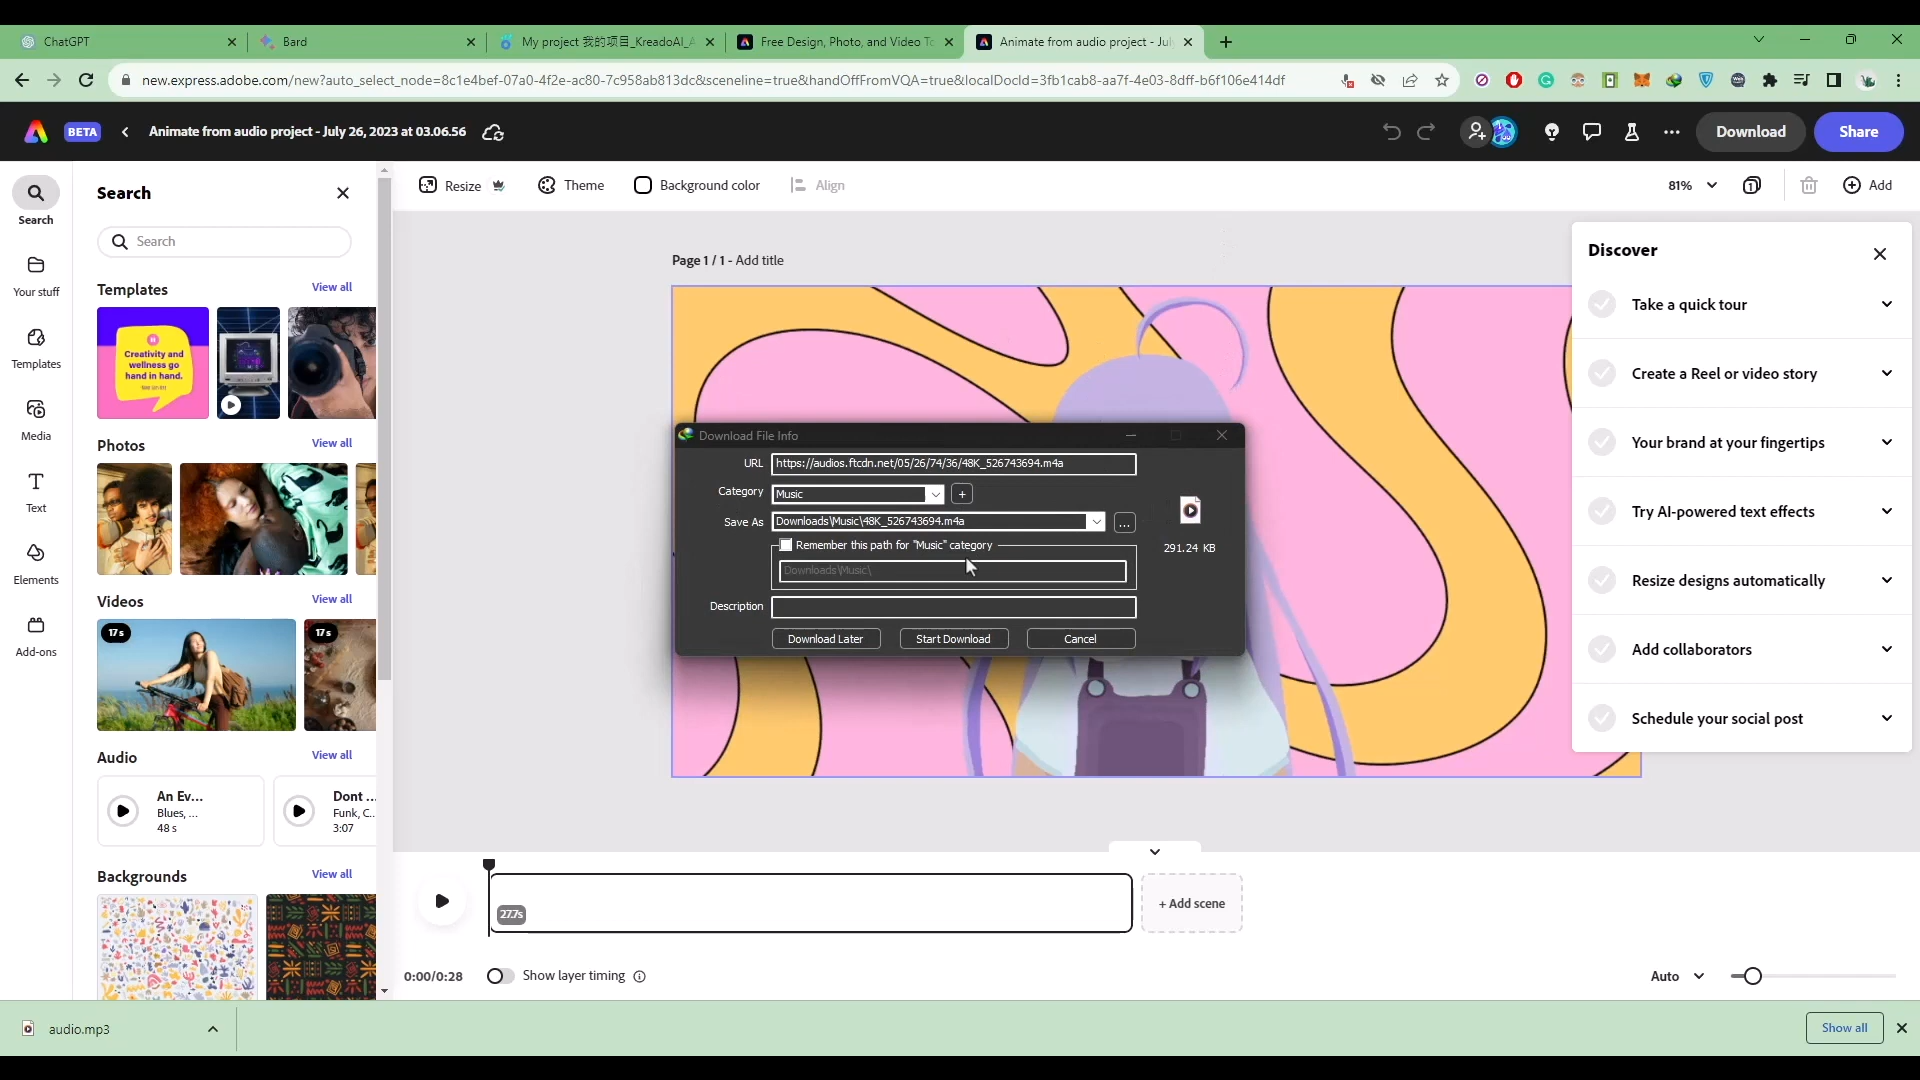 ChatGPT
Bard
My project 我的项目_KreadoAI_A
Free Design, Photo, and Video To
Animate from audio project - Jul
new.express.adobe.com/new?auto_select_node=8c1e4bef-07a0-4f2e-ac80-7c958ab813dc&sceneline=true&handOffFromVQA=true&localDocId=3fb1cab8-aa7f-4e03-8dff-b6f106e414df
BETA
Animate from audio project - July 26, 2023 at 03.06.56
Download
Share
Search
Your stuff
Templates
Media
Text
Elements
Add-ons
Search
Search
Templates
View all
Creativity and
wellness go
hand in hand.
Photos
View all
Videos
View all
17s
17s
Audio
View all
An Ev...
Blues, ...
48 s
Dont ...
Funk, C...
3:07
Backgrounds
View all
Resize
Theme
Background color
Align
81%
1
Add
Page 1 / 1 - Add title
Download File Info
URL
https://audios.ftcdn.net/05/26/74/36/48K_526743694.m4a
Category
Music
+
Save As
Downloads\Music\48K_526743694.m4a
...
Remember this path for "Music" category
Downloads\Music\
Description
291.24 KB
Download Later
Start Download
Cancel
Discover
Take a quick tour
Create a Reel or video story
Your brand at your fingertips
Try AI-powered text effects
Resize designs automatically
Add collaborators
Schedule your social post
27.7s
+ Add scene
0:00/0:28
Show layer timing
Auto
audio.mp3
Show all